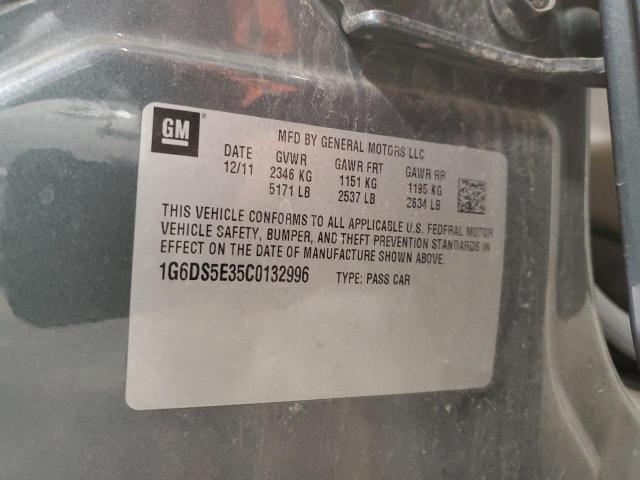 GM
MFD BY GENERAL MOTORS LLC
DATE GVWR GAWR FRT GAWR RR
12/11 2346 KG 1151 KG 1195 KG
5171 LB 2537 LB 2634 LB
THIS VEHICLE CONFORMS TO ALL APPLICABLE U.S. FEDERAL MOTOR
VEHICLE SAFETY, BUMPER, AND THEFT PREVENTION STANDARDS IN
EFFECT ON THE DATE OF MANUFACTURE SHOWN ABOVE.
1G6DS5E35C0132996 TYPE: PASS CAR